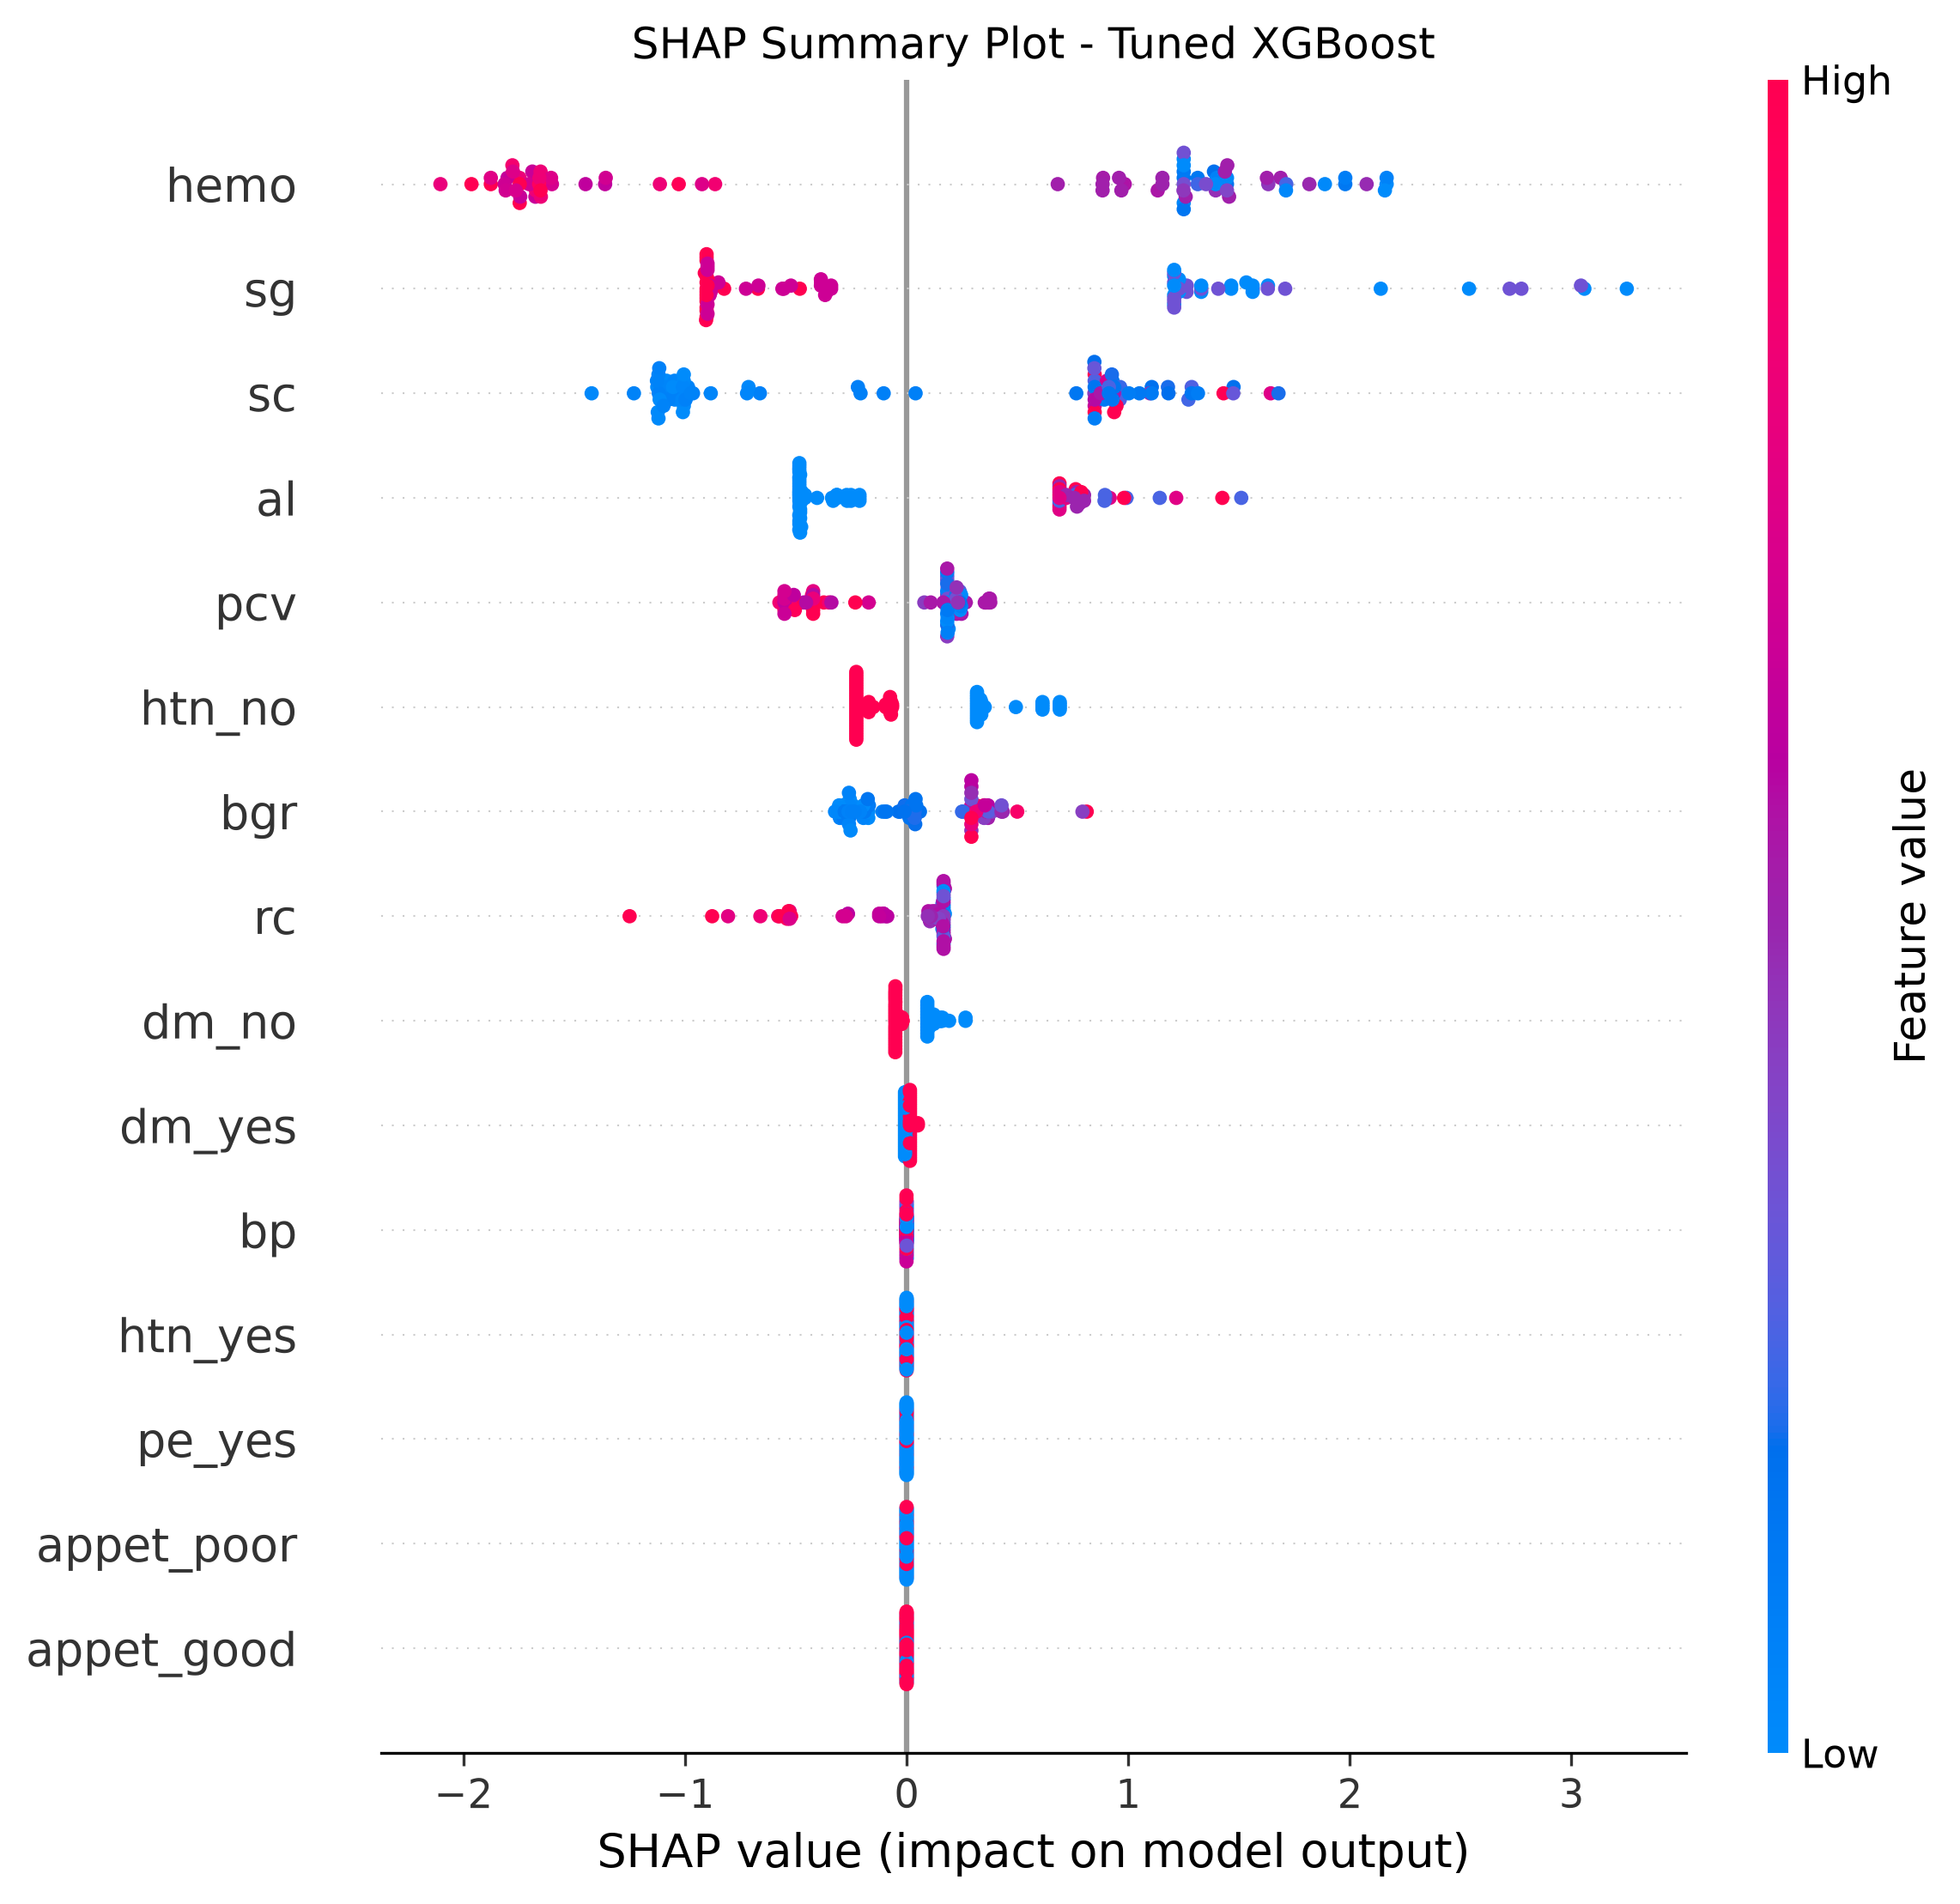 SHAP Summary Plot - Tuned XGBoost
High
hemo
sg
sc
al
pcv
htn_no
bgr
rc
dm_no
dm_yes
bp
htn_yes
pe_yes
appet_poor
appet_good
Feature value
Low
−2 −1 0 1 2 3
SHAP value (impact on model output)